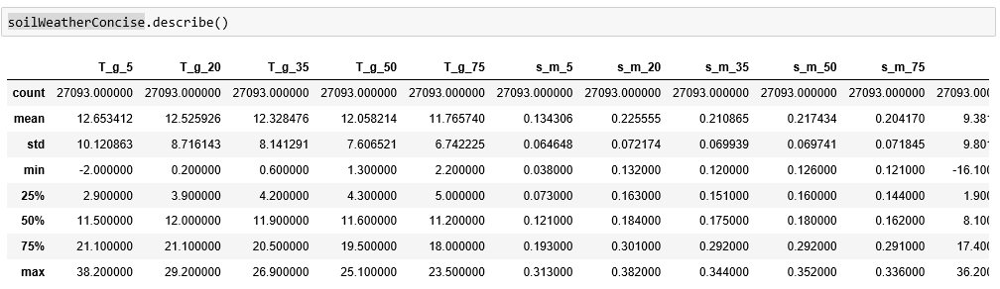 soilWeatherConcise.describe()
T_g_5 T_g_20 T_g_35 T_g_50 T_g_75 s_m_5 s_m_20 s_m_35 s_m_50 s_m_75
count 27093.000000 27093.000000 27093.000000 27093.000000 27093.000000 27093.000000 27093.000000 27093.000000 27093.000000 27093.000000 27093.00
mean 12.653412 12.525926 12.328476 12.058214 11.765740 0.134306 0.225555 0.210865 0.217434 0.204170 9.38
std 10.120863 8.716143 8.141291 7.606521 6.742225 0.064648 0.072174 0.069939 0.069741 0.071845 9.80
min -2.000000 0.200000 0.600000 1.300000 2.200000 0.038000 0.132000 0.120000 0.126000 0.121000 -16.10
25% 2.900000 3.900000 4.200000 4.300000 5.000000 0.073000 0.163000 0.151000 0.160000 0.144000 1.90
50% 11.500000 12.000000 11.900000 11.600000 11.200000 0.121000 0.184000 0.175000 0.180000 0.162000 8.10
75% 21.100000 21.100000 20.500000 19.500000 18.000000 0.193000 0.301000 0.292000 0.292000 0.291000 17.40
max 38.200000 29.200000 26.900000 25.100000 23.500000 0.313000 0.382000 0.344000 0.352000 0.336000 36.20